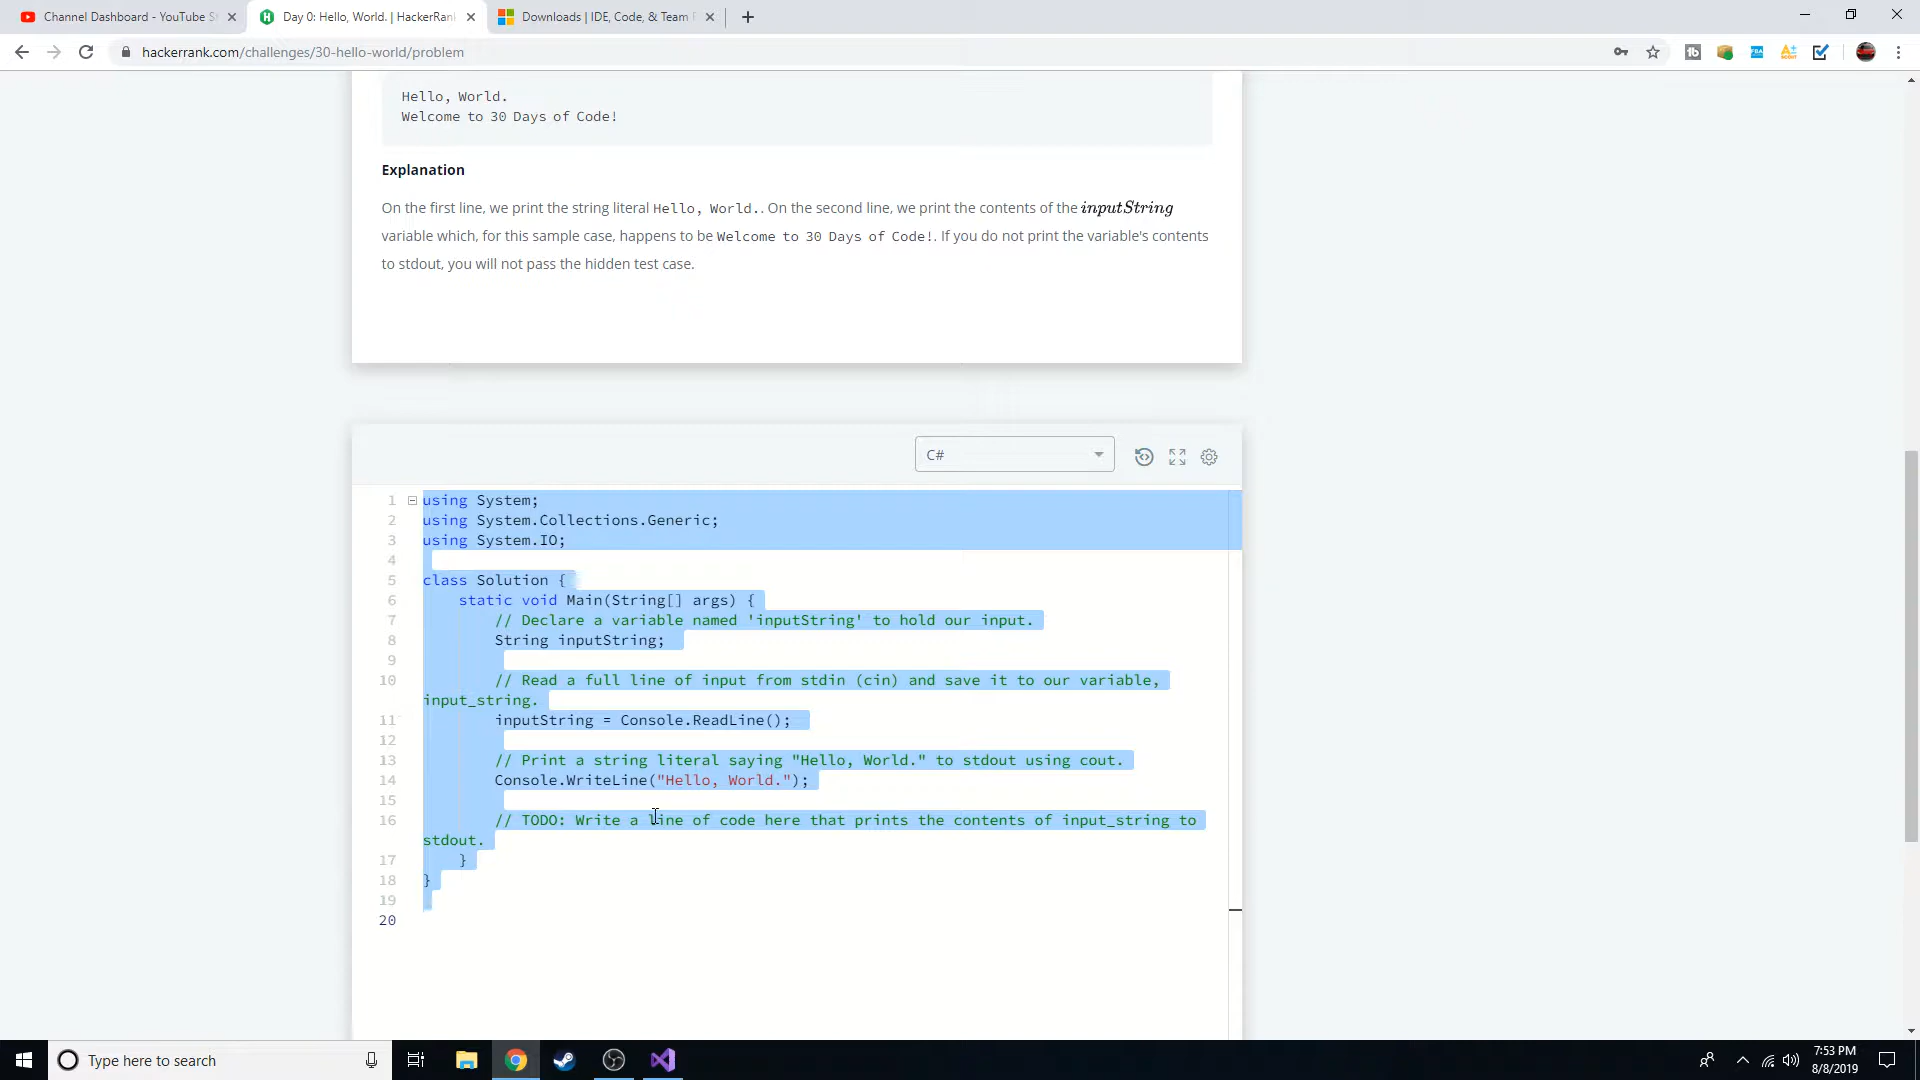 Channel Dashboard - YouTube S
Day 0: Hello, World. | HackerRan
Downloads | IDE, Code, & Team
hackerrank.com/challenges/30-hello-world/problem
Hello, World.
Welcome to 30 Days of Code!
Explanation
On the first line, we print the string literal Hello, World.. On the second line, we print the contents of the inputString
variable which, for this sample case, happens to be Welcome to 30 Days of Code!. If you do not print the variable's contents
to stdout, you will not pass the hidden test case.
C#
1 using System;
2 using System.Collections.Generic;
3 using System.IO;
4
5 class Solution {
6 static void Main(String[] args) {
7 // Declare a variable named 'inputString' to hold our input.
8 String inputString;
9
10 // Read a full line of input from stdin (cin) and save it to our variable,
input_string.
11 inputString = Console.ReadLine();
12
13 // Print a string literal saying "Hello, World." to stdout using cout.
14 Console.WriteLine("Hello, World.");
15
16 // TODO: Write a line of code here that prints the contents of input_string to
stdout.
17 }
18 }
19
20
Type here to search
7:53 PM
8/8/2019